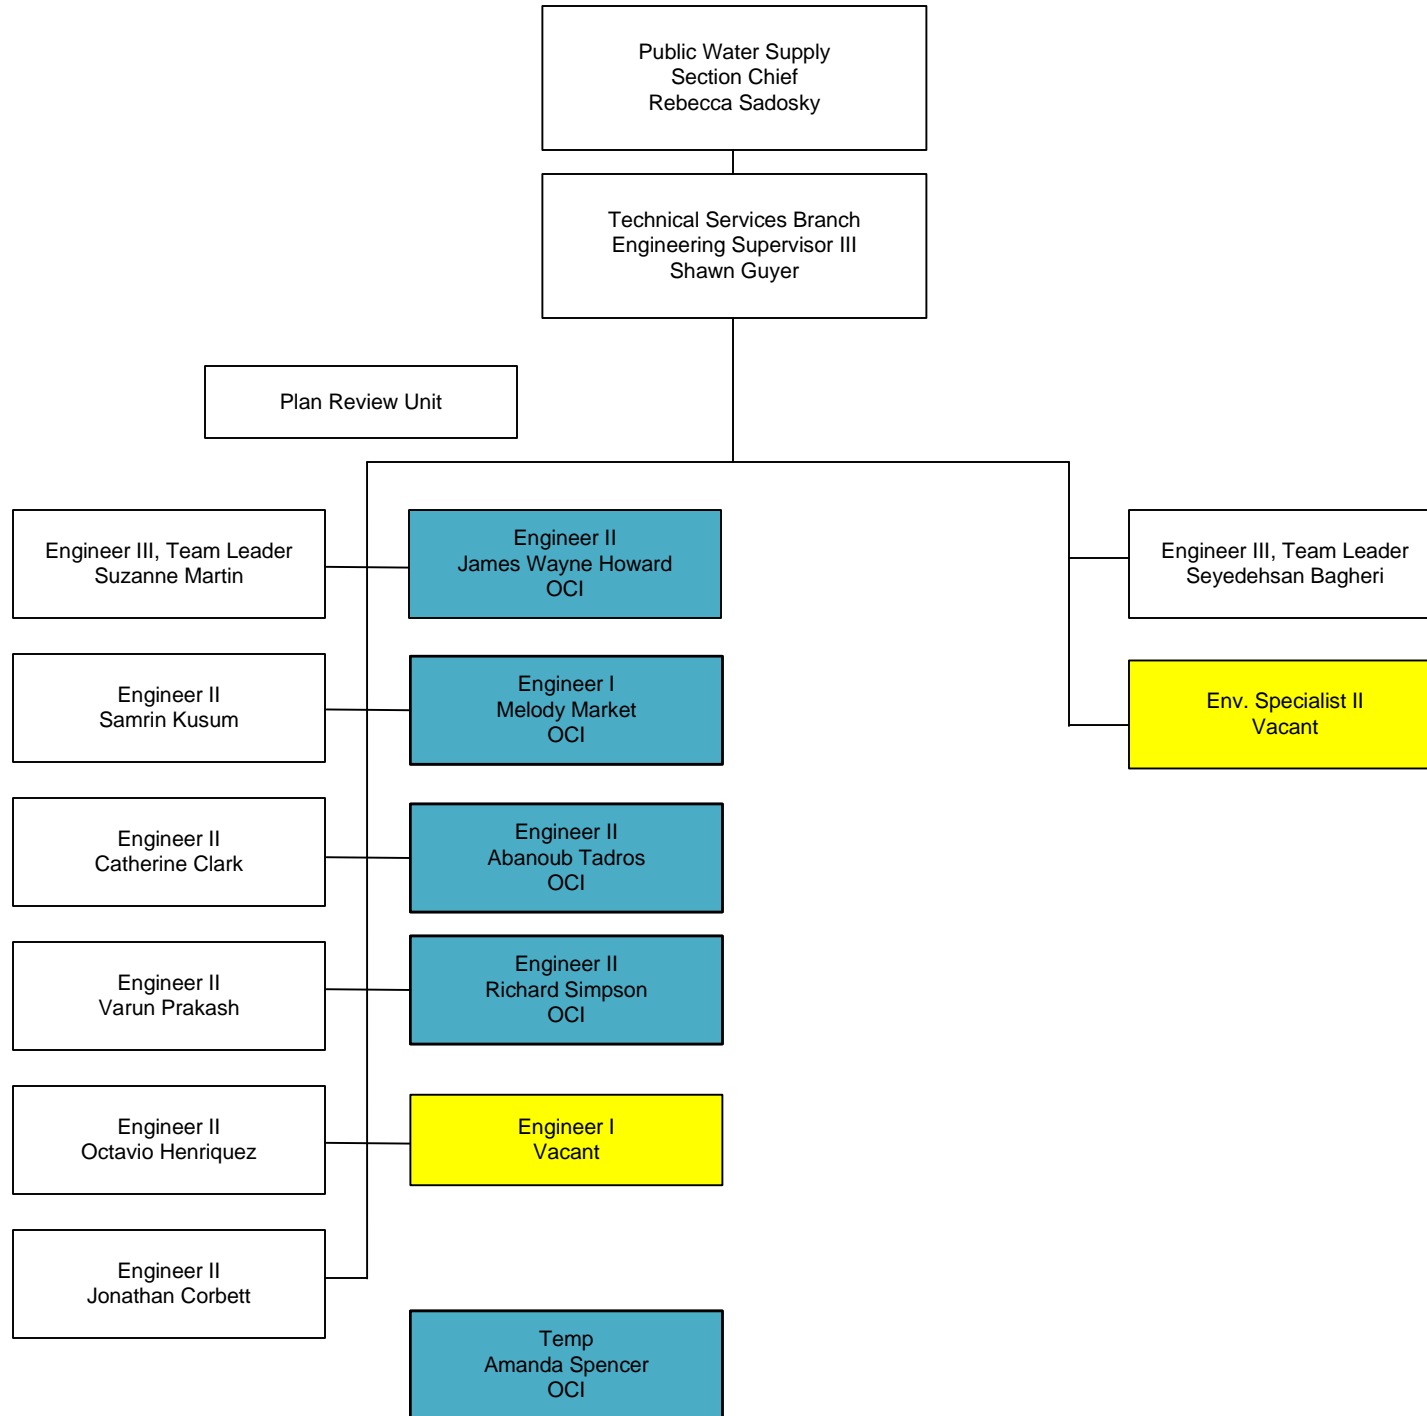 Public Water Supply
Section Chief
Rebecca Sadosky
Technical Services Branch
Engineering Supervisor III
Shawn Guyer
Plan Review Unit
Engineer III, Team Leader
Suzanne Martin
Engineer II
James Wayne Howard
OCI
Engineer III, Team Leader
Seyedehsan Bagheri
Engineer II
Samrin Kusum
Engineer I
Melody Market
OCI
Env. Specialist II
Vacant
Engineer II
Catherine Clark
Engineer II
Abanoub Tadros
OCI
Engineer II
Varun Prakash
Engineer II
Richard Simpson
OCI
Engineer II
Octavio Henriquez
Engineer I
Vacant
Engineer II
Jonathan Corbett
Temp
Amanda Spencer
OCI